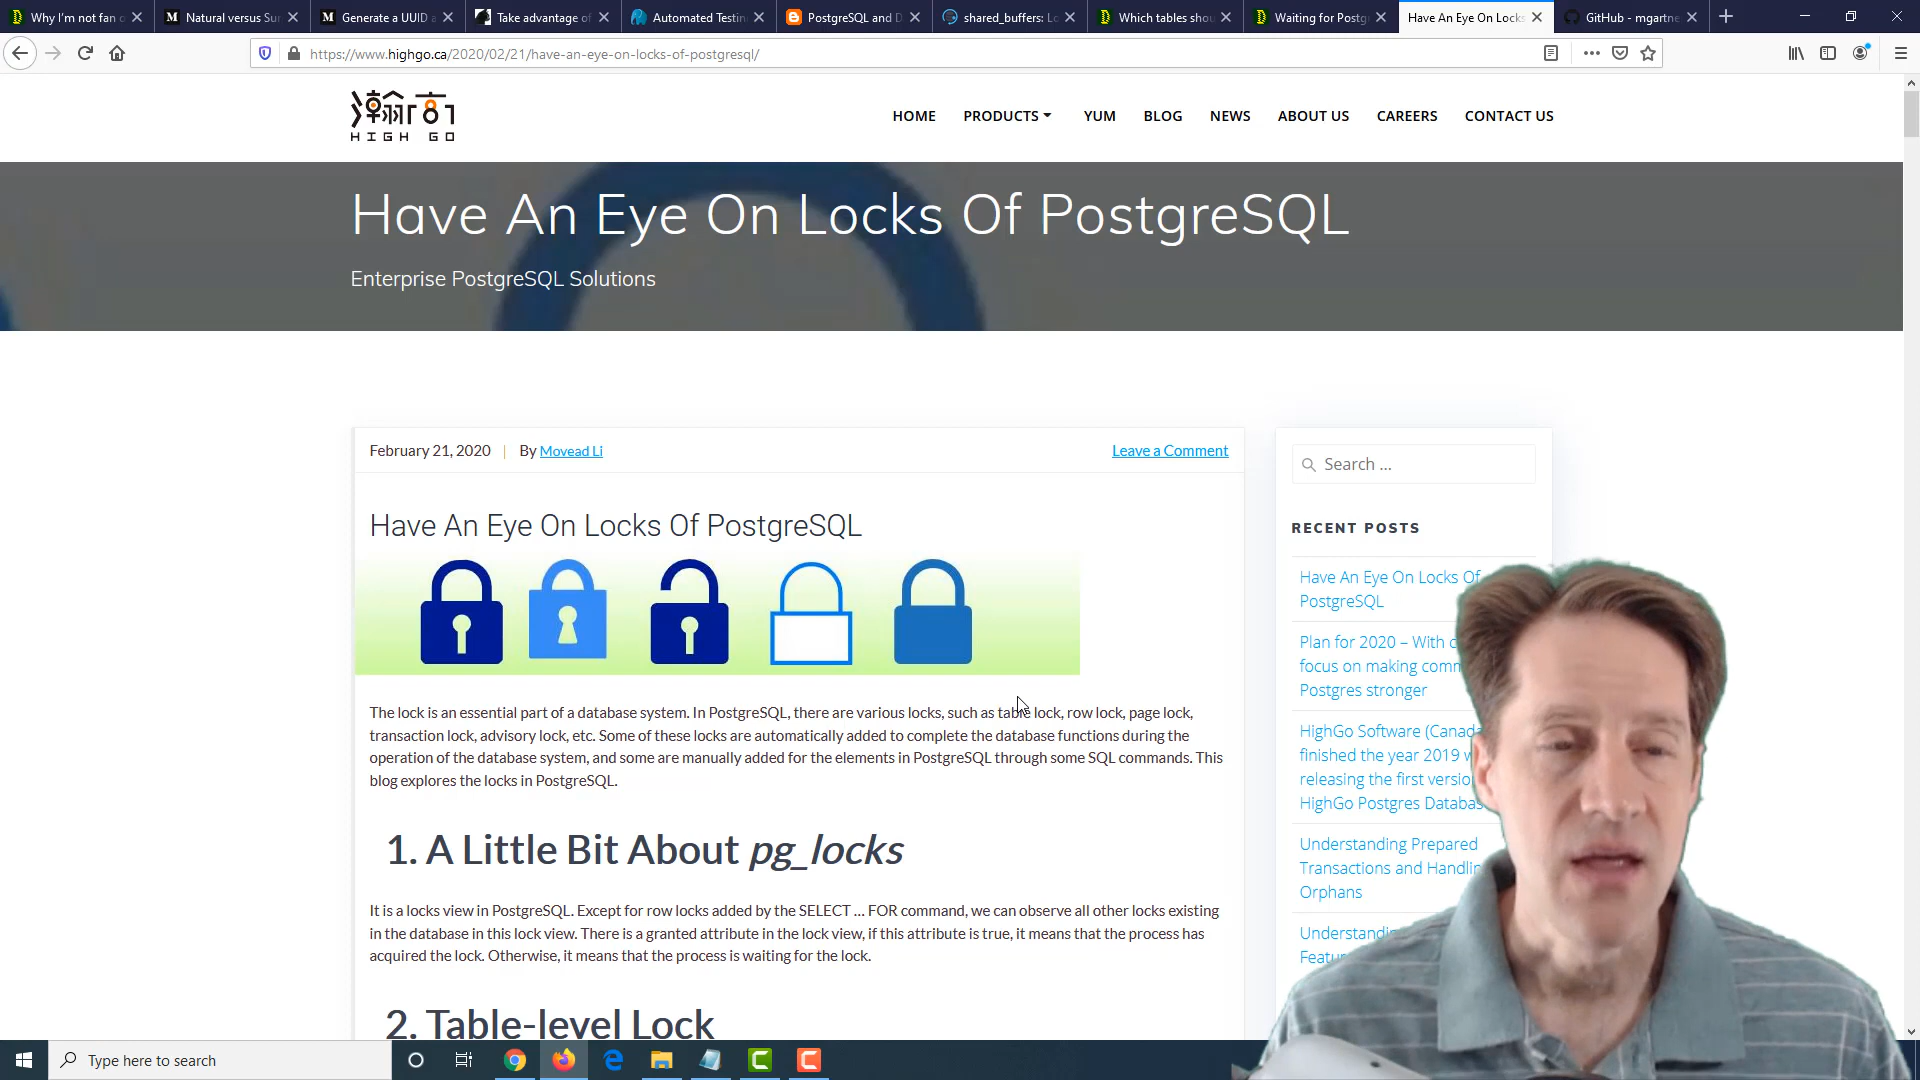 Why I'm not fan o
Natural versus Sur
Generate a UUID a
Take advantage of
Automated Testin
PostgreSQL and D
shared_buffers: Lo
Which tables shou
Waiting for Postg
Have An Eye On Locks
GitHub - mgartne
https://www.highgo.ca/2020/02/21/have-an-eye-on-locks-of-postgresql/
瀚高
HIGH GO
HOME
PRODUCTS
YUM
BLOG
NEWS
ABOUT US
CAREERS
CONTACT US
Have An Eye On Locks Of PostgreSQL
Enterprise PostgreSQL Solutions
February 21, 2020
By Movead Li
Leave a Comment
Have An Eye On Locks Of PostgreSQL
The lock is an essential part of a database system. In PostgreSQL, there are various locks, such as table lock, row lock, page lock,
transaction lock, advisory lock, etc. Some of these locks are automatically added to complete the database functions during the
operation of the database system, and some are manually added for the elements in PostgreSQL through some SQL commands. This
blog explores the locks in PostgreSQL.
1. A Little Bit About pg_locks
It is a locks view in PostgreSQL. Except for row locks added by the SELECT … FOR command, we can observe all other locks existing
in the database in this lock view. There is a granted attribute in the lock view, if this attribute is true, it means that the process has
acquired the lock. Otherwise, it means that the process is waiting for the lock.
2. Table-level Lock
Search …
RECENT POSTS
Have An Eye On Locks Of
PostgreSQL
Plan for 2020 – With
focus on making com
Postgres stronger
HighGo Software (Canada
finished the year 2019
releasing the first version
HighGo Postgres Databas
Understanding Prepared
Transactions and Handlin
Orphans
Understandi
Featu
Type here to search